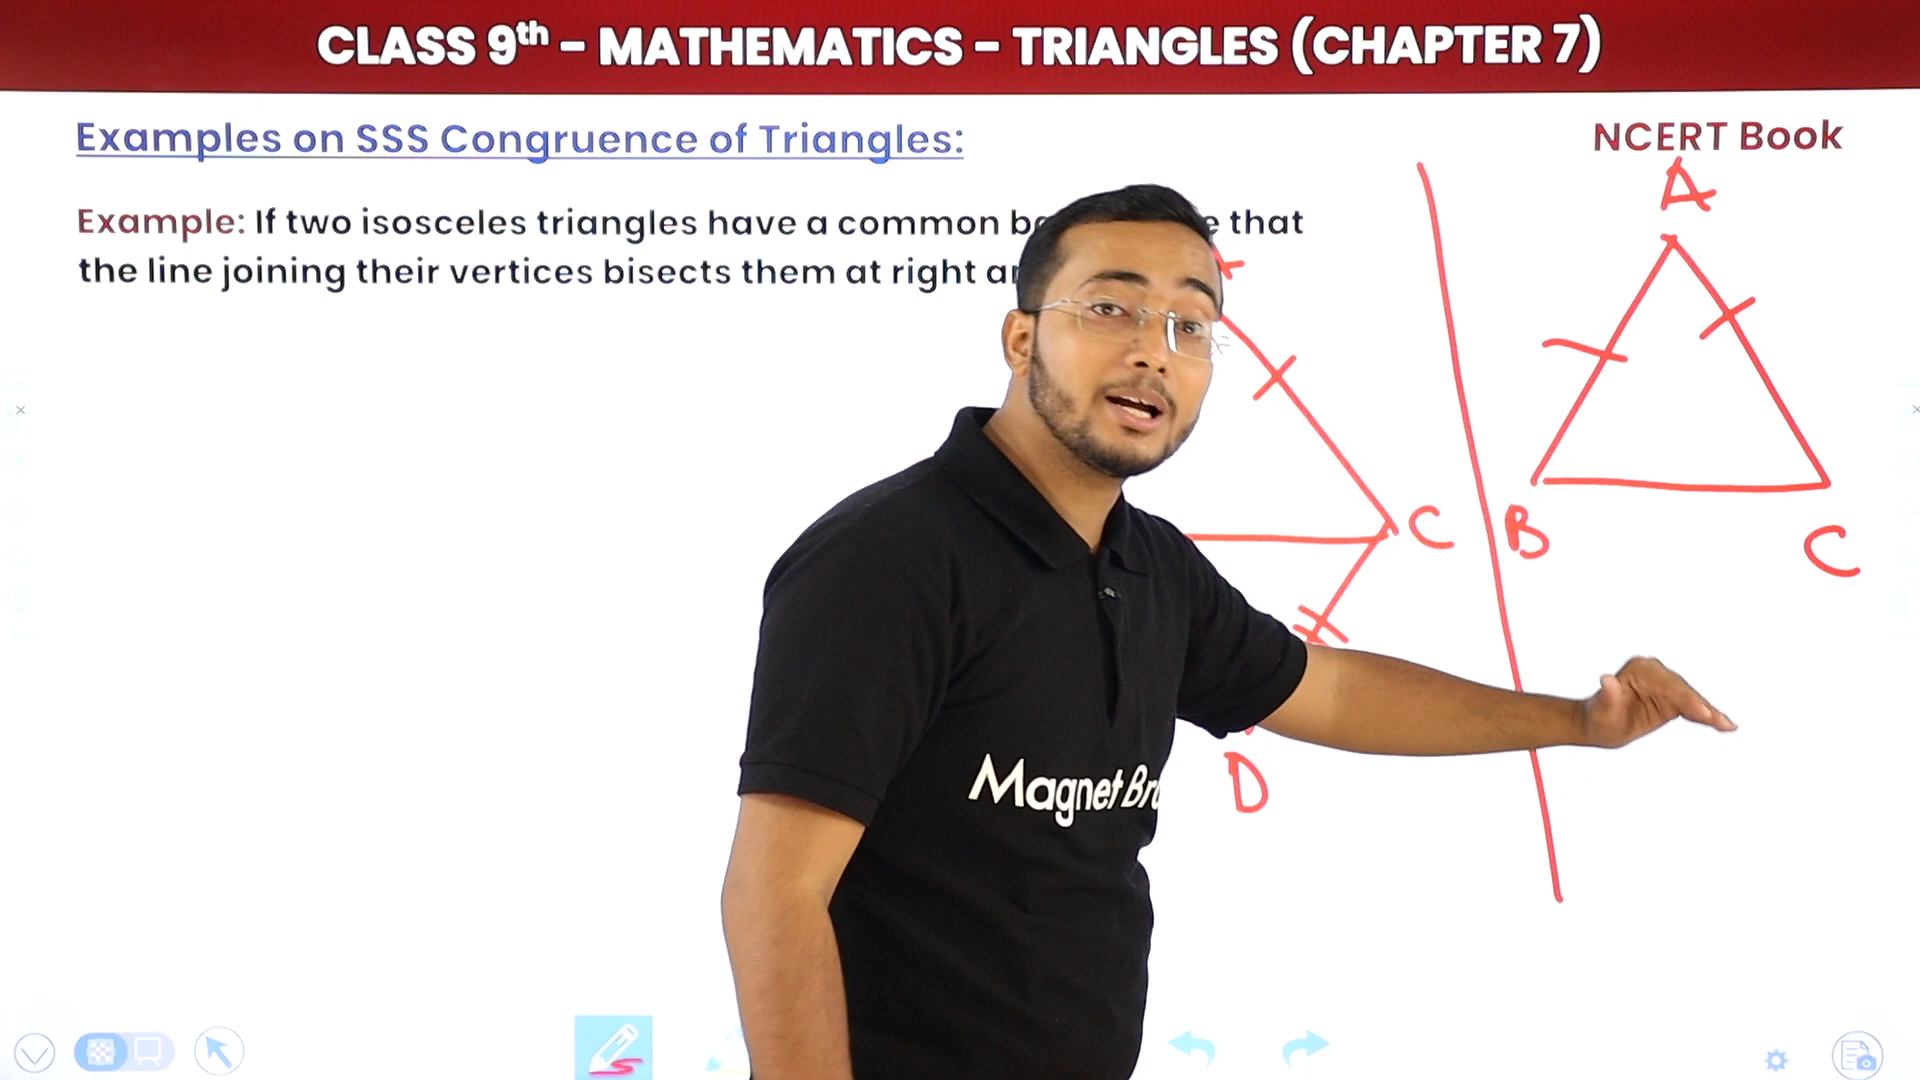 CLASS 9th – MATHEMATICS – TRIANGLES (CHAPTER 7)
Examples on SSS Congruence of Triangles:
NCERT Book
Example: If two isosceles triangles have a common that
the line joining their vertices bisects them at right
A
C
B
C
D
Magnet